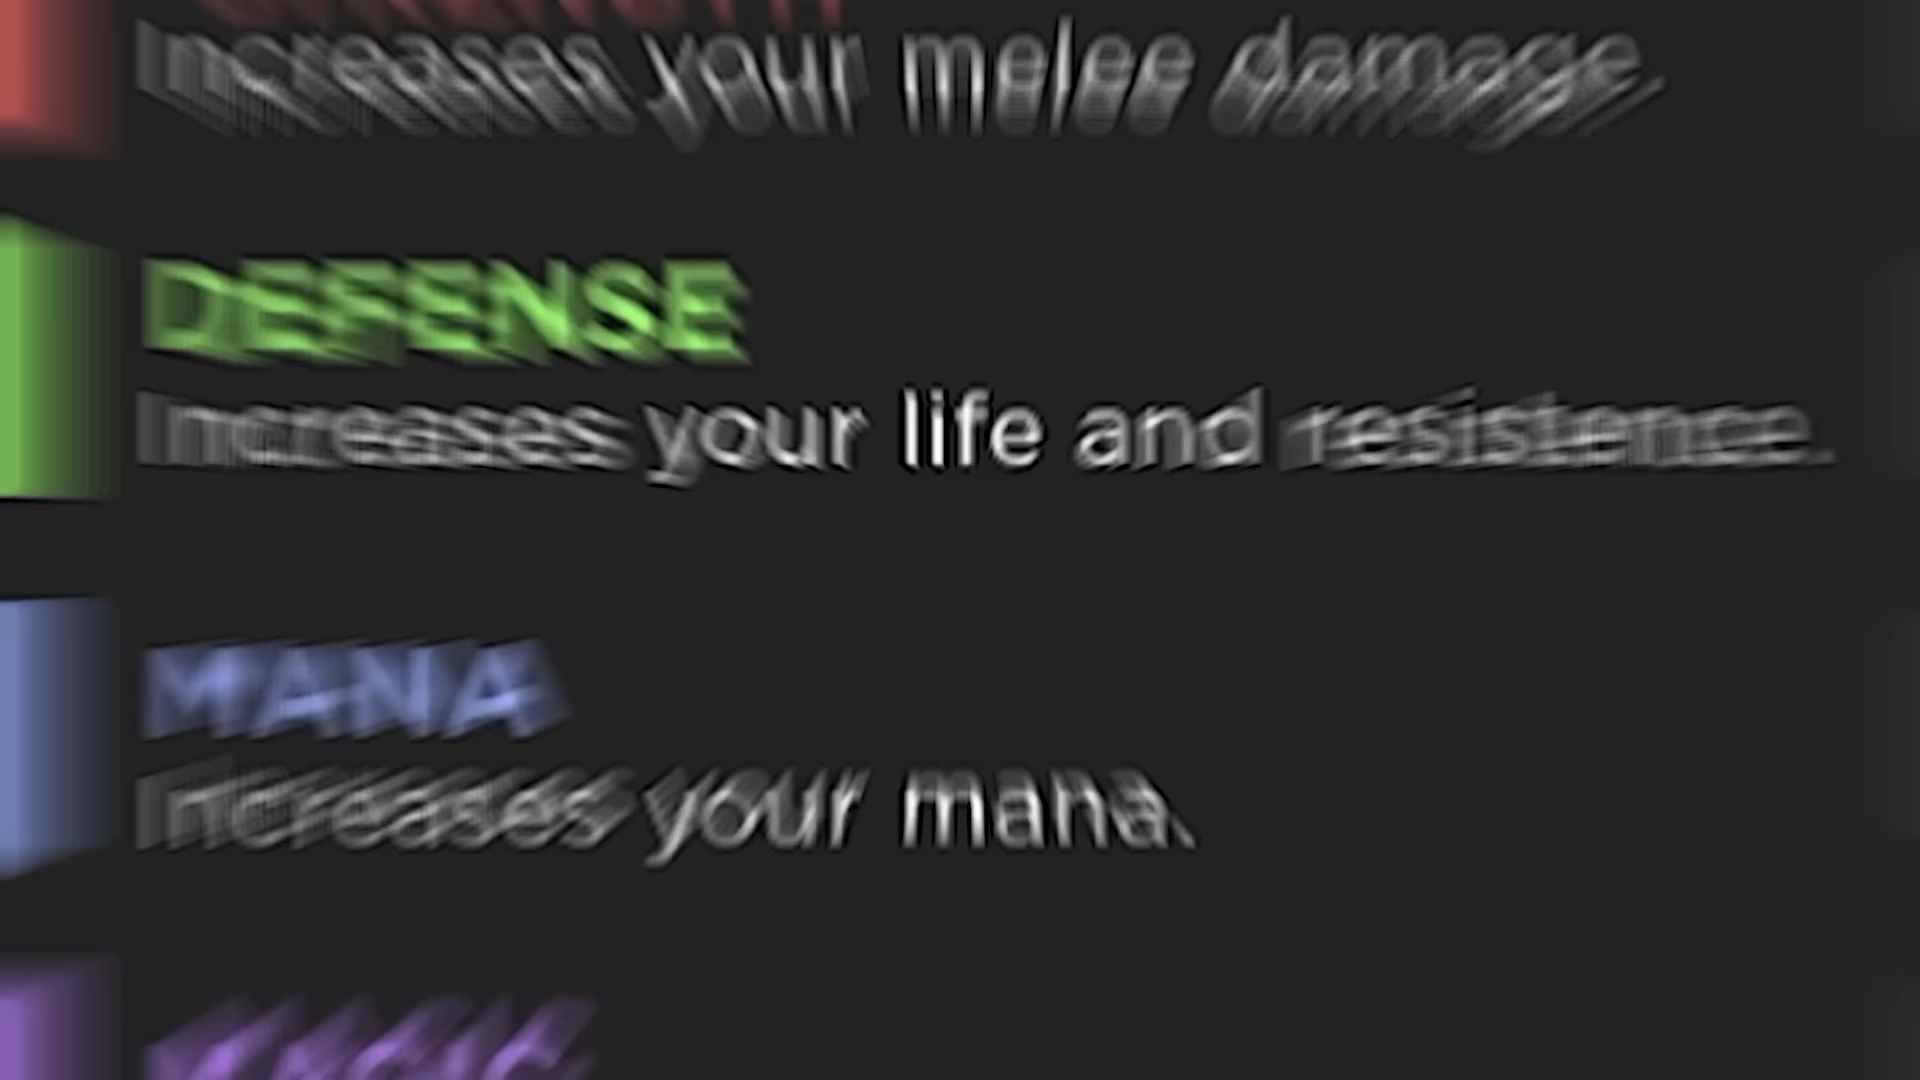 Increases your melee damage.
DEFENSE
Increases your life and resistence.
MANA
Increases your mana.